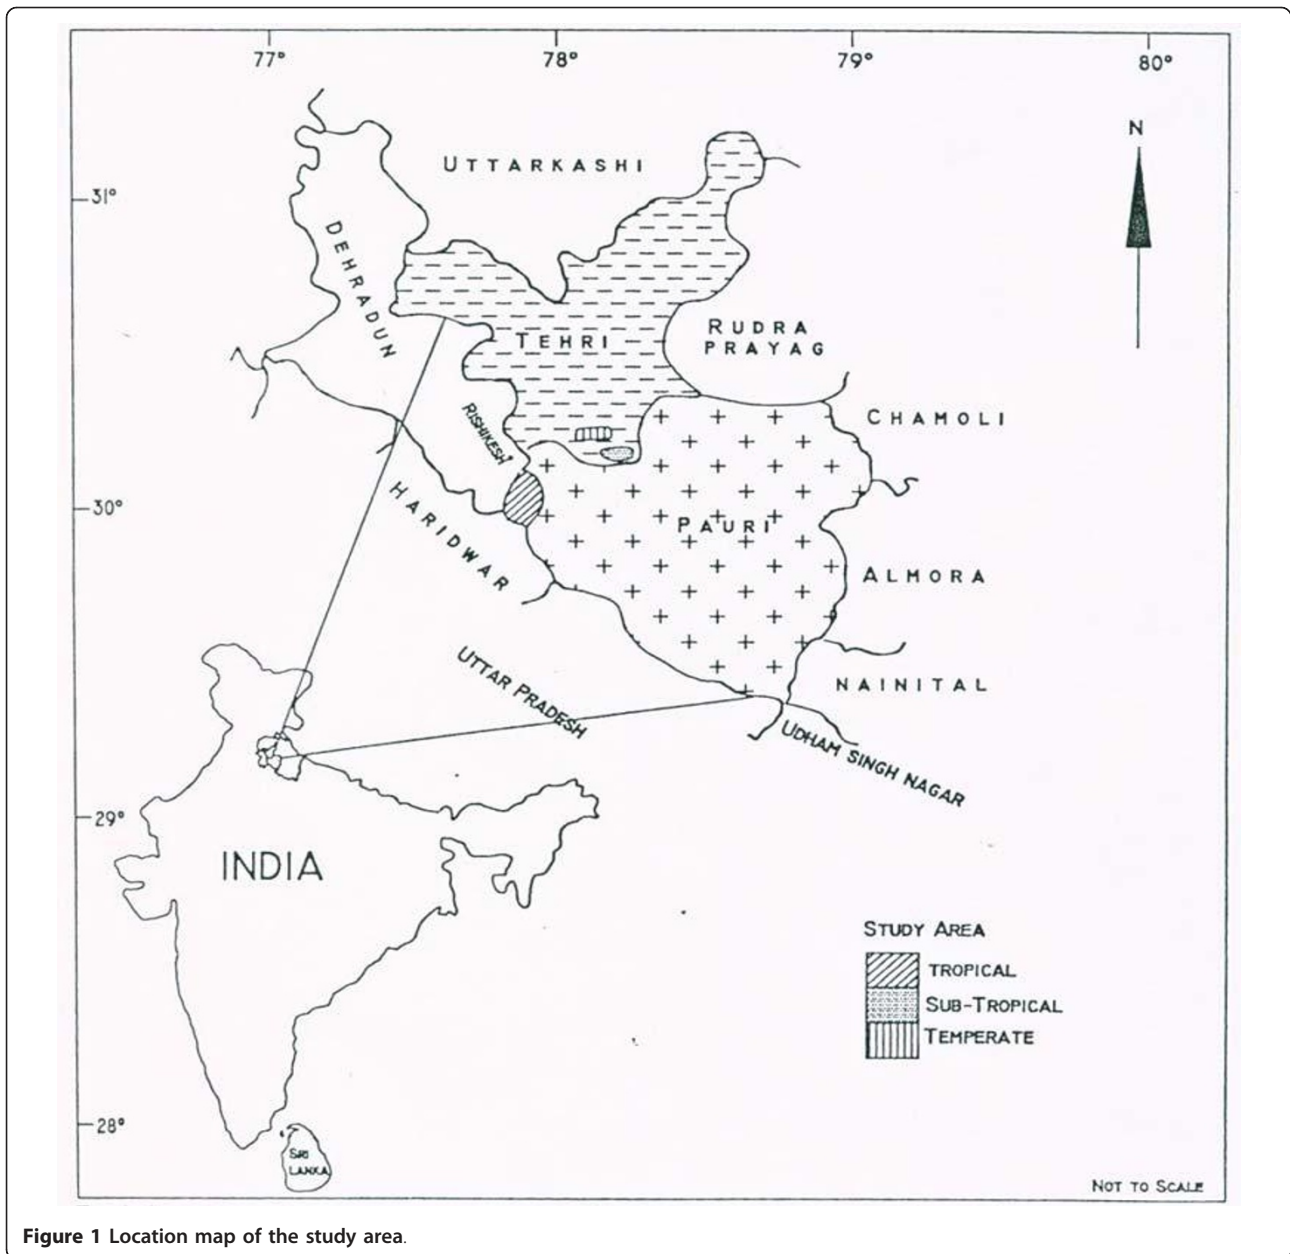 77° 78° 79° 80°
N
UTTARKASHI
31°
DEHRADUN
TEHRI
RUDRA
PRAYAG
CHAMOLI
RISHIKESH
30°
HARIDWAR
PAURI
ALMORA
UTTAR PRADESH
NAINITAL
UDHAM SINGH NAGAR
29°
INDIA
STUDY AREA
TROPICAL
SUB-TROPICAL
TEMPERATE
28°
SRI
LANKA
NOT TO SCALE
Figure 1 Location map of the study area.